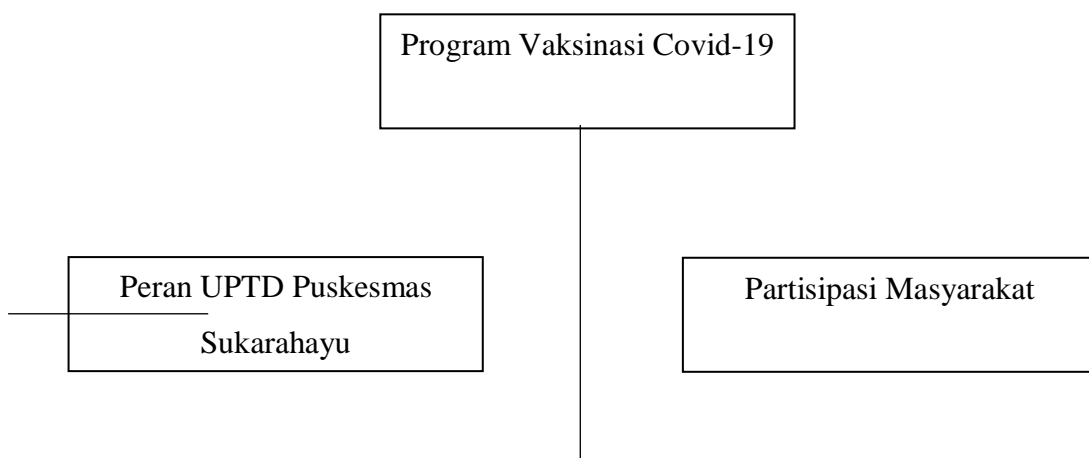 Program Vaksinasi Covid-19
Peran UPTD Puskesmas
Sukarahayu
Partisipasi Masyarakat